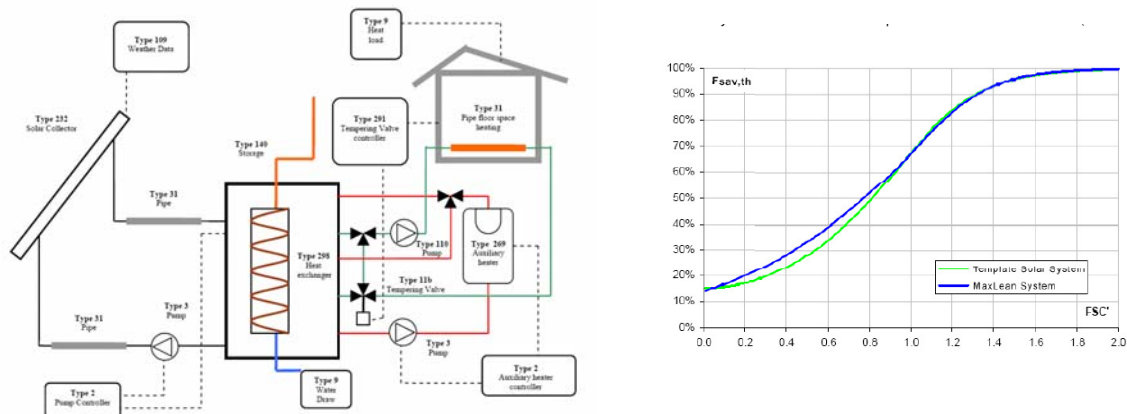 Type 109
Weather Data
Type 9
Heat
load
Type 232
Solar Collector
Type 291
Tempering Valve
controller
Type 31
Pipe floor space
heating
Type 140
Storage
Type 31
Pipe
Type 298
Heat
exchanger
Type 110
Pump
Type 269
Auxiliary
heater
Type 11b
Tempering Valve
Type 3
Pump
Type 31
Pipe
Type 3
Pump
Type 2
Pump Controller
Type 9
Water
Draw
Type 2
Auxiliary heater
controller
Fsav,th
100%
90%
80%
70%
60%
50%
40%
30%
20%
10%
0%
Template Solar System
MaxLean System
FSC'
0.0 0.2 0.4 0.6 0.8 1.0 1.2 1.4 1.6 1.8 2.0